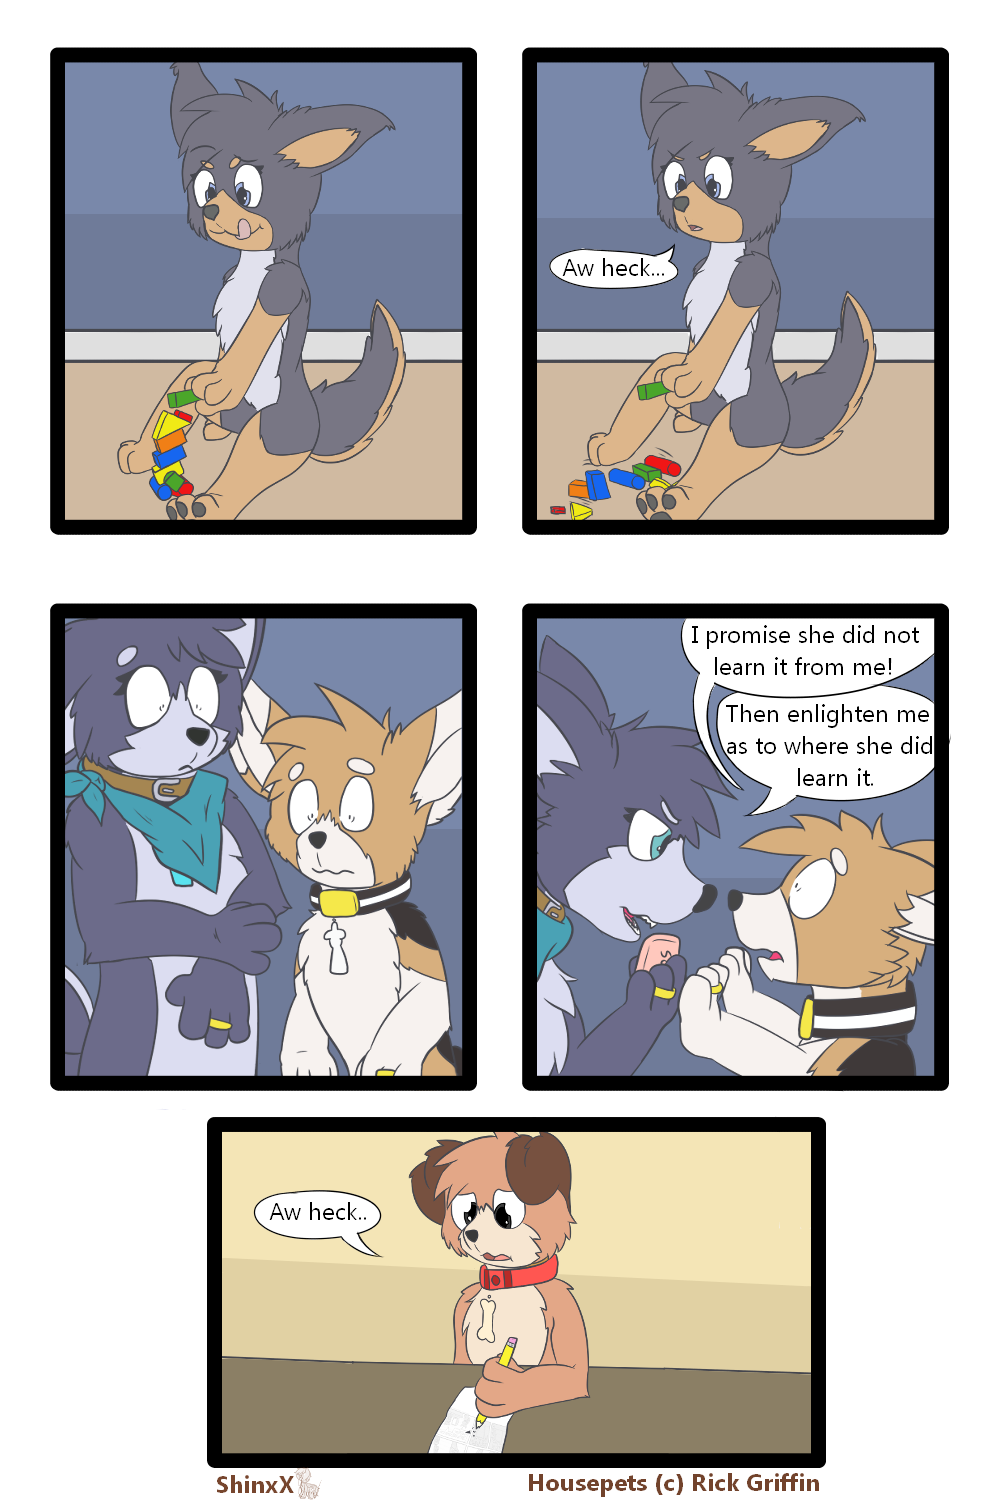 Aw heck...
I promise she did not
learn it from me!
Then enlighten me
as to where she did
learn it.
Aw heck..
ShinxX
Housepets (c) Rick Griffin